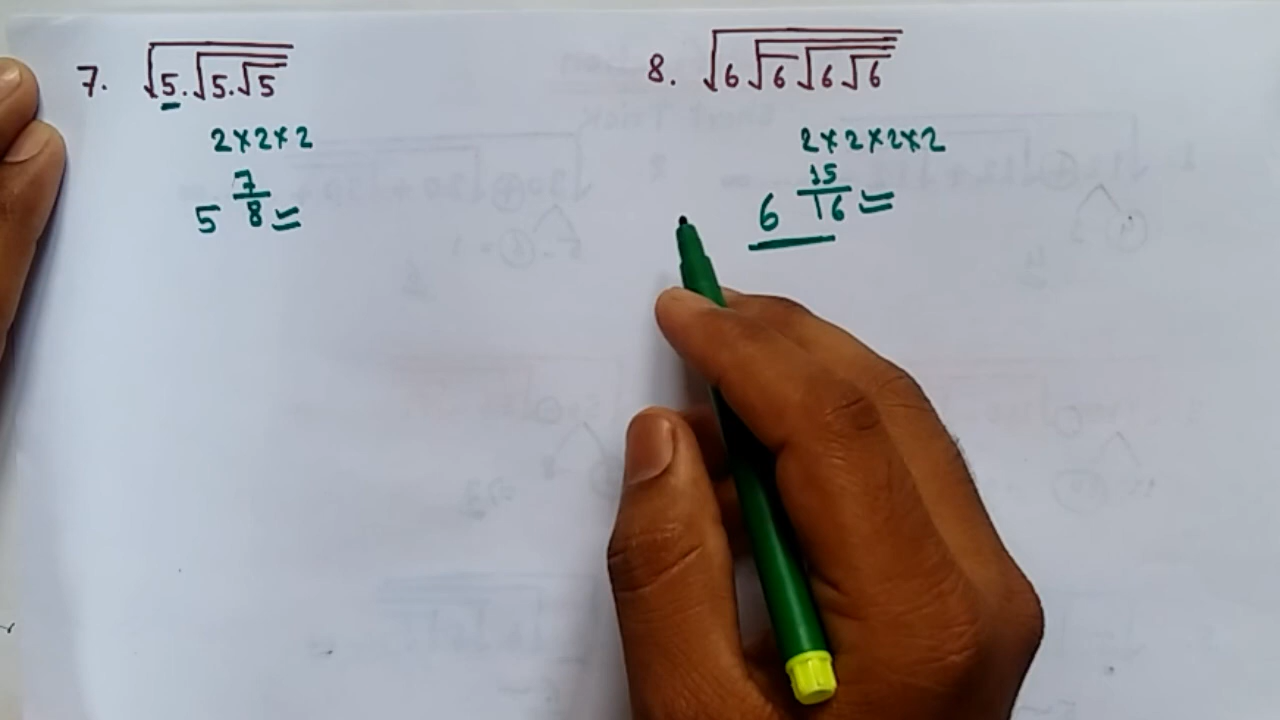 7. √5.√5.√5
2×2×2
5 7/8 =
8. √6√6√6√6
2×2×2×2
6 15/16 =